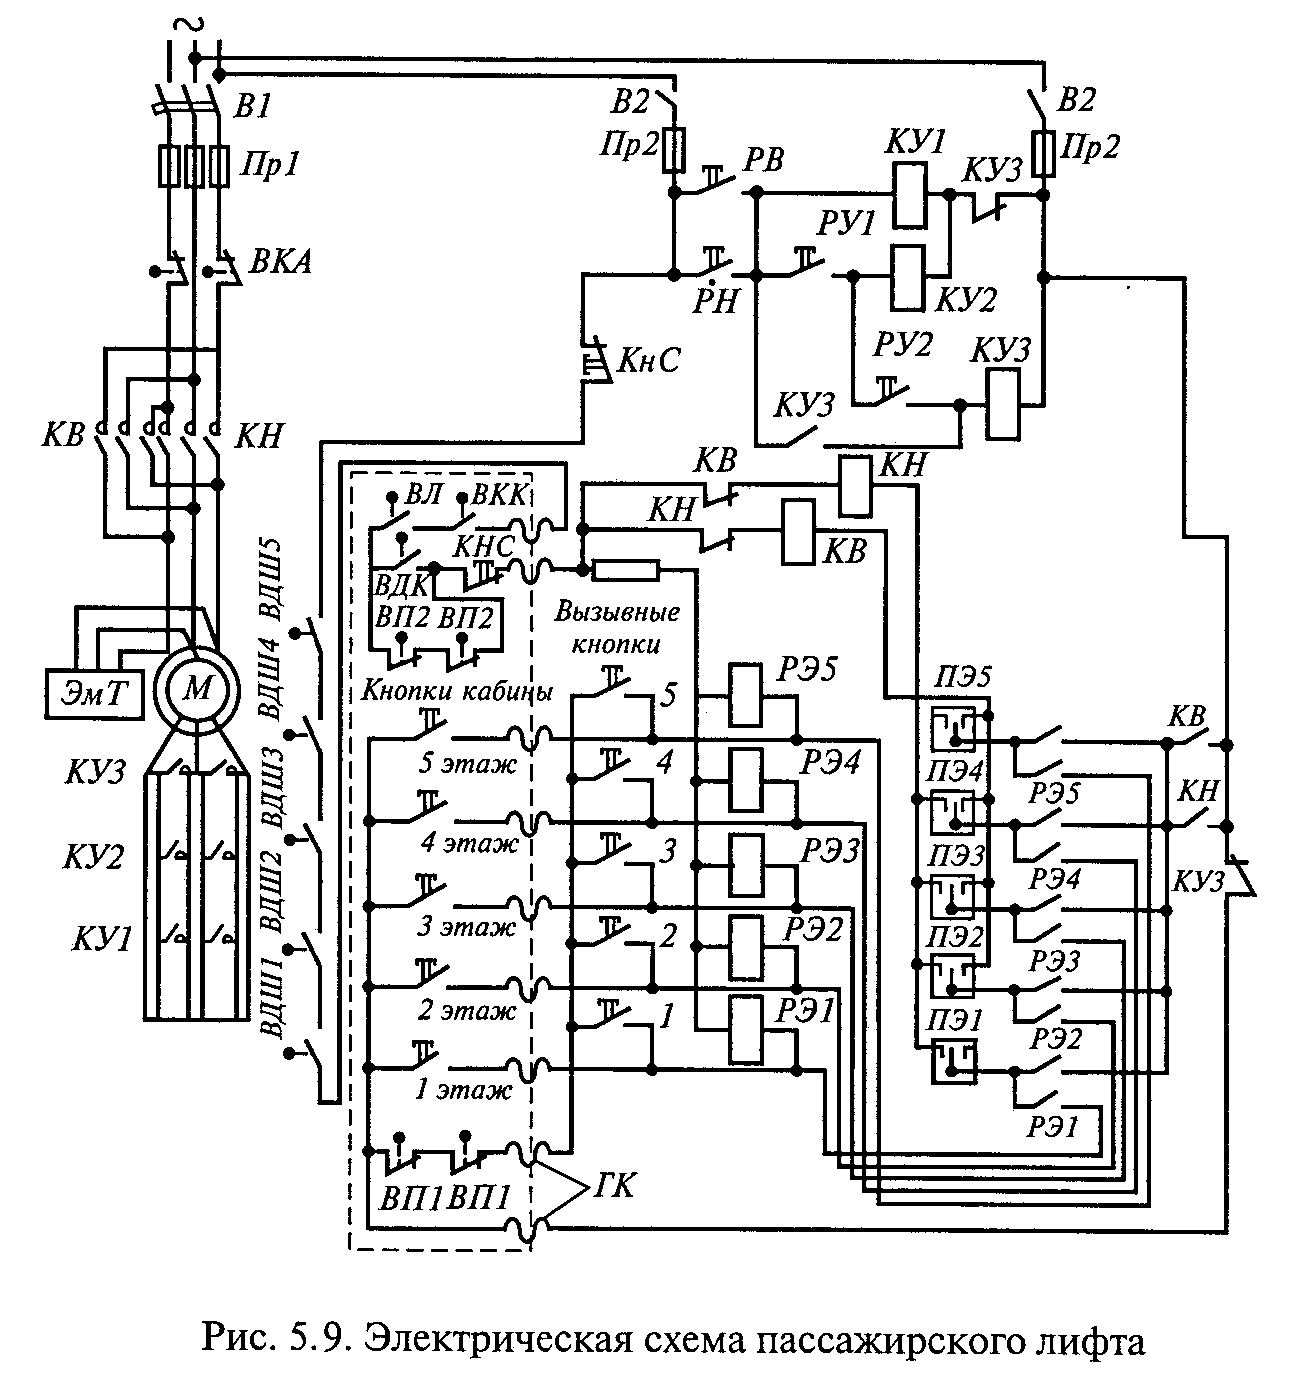 ~
В1
В2
В2
Пр1
Пр2
Пр2
РВ
КУ1
КУ3
ВКА
РУ1
РН
КУ2
КнС
РУ2
КУ3
КУ3
КВ
КН
КВ
КН
ВЛ
ВКК
КН
КНС
КВ
ВДК
ВП2
ВП2
Вызывные
кнопки
ВДШ5
ВДШ4
ВДШ3
ВДШ2
ВДШ1
ЭмТ
М
Кнопки кабины
5
РЭ5
ПЭ5
КВ
КУ3
5 этаж
4
РЭ4
ПЭ4
РЭ5
КН
КУ2
4 этаж
3
РЭ3
ПЭ3
РЭ4
КУ3
КУ1
3 этаж
2
РЭ2
ПЭ2
РЭ3
2 этаж
1
РЭ1
ПЭ1
РЭ2
1 этаж
РЭ1
ВП1
ВП1
ГК
Рис. 5.9. Электрическая схема пассажирского лифта